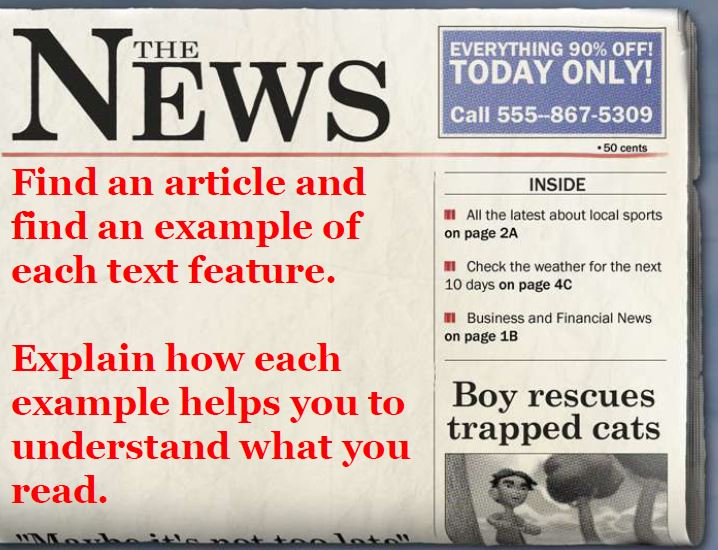 THE
NEWS
EVERYTHING 90% OFF!
TODAY ONLY!
Call 555–867-5309
• 50 cents
Find an article and
find an example of
each text feature.
Explain how each
example helps you to
understand what you
read.
"Maybe it's not too late"
INSIDE
All the latest about local sports
on page 2A
Check the weather for the next
10 days on page 4C
Business and Financial News
on page 1B
Boy rescues
trapped cats